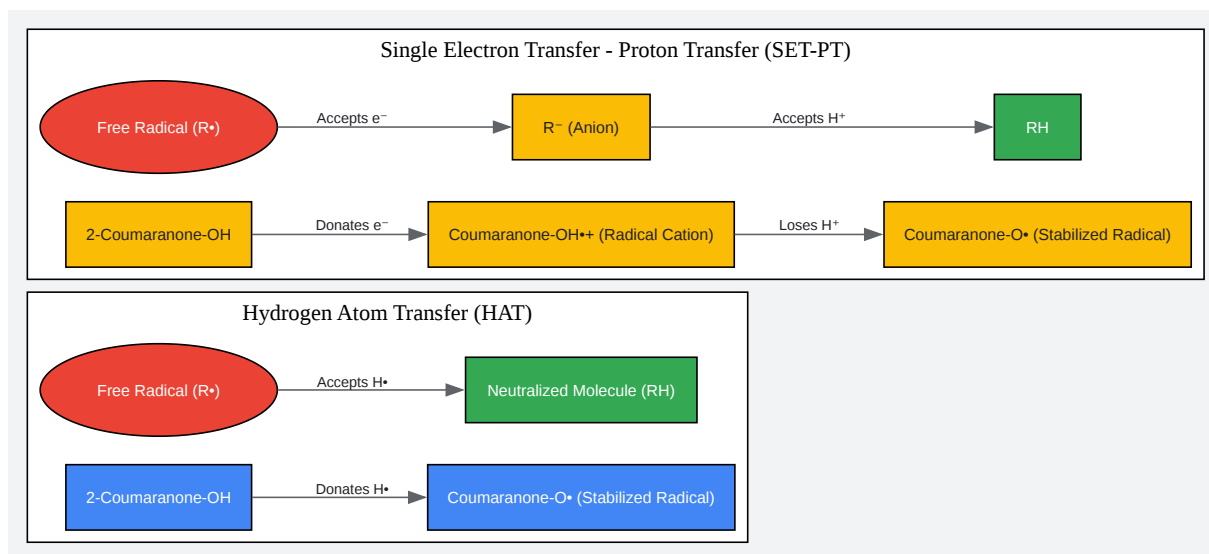 Single Electron Transfer - Proton Transfer (SET-PT)
Free Radical (R•)
Accepts e⁻
R⁻ (Anion)
Accepts H⁺
RH
2-Coumaranone-OH
Donates e⁻
Coumaranone-OH•+ (Radical Cation)
Loses H⁺
Coumaranone-O• (Stabilized Radical)
Hydrogen Atom Transfer (HAT)
Free Radical (R•)
Accepts H•
Neutralized Molecule (RH)
2-Coumaranone-OH
Donates H•
Coumaranone-O• (Stabilized Radical)